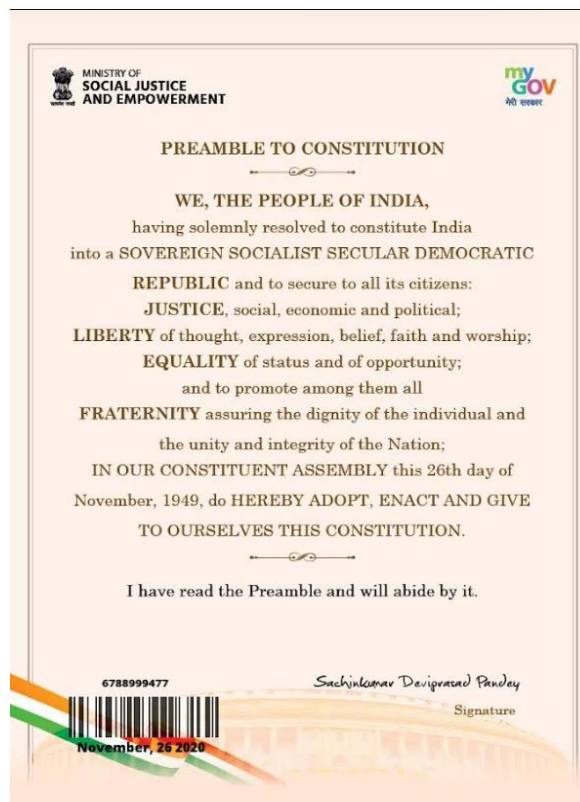 MINISTRY OF
SOCIAL JUSTICE
AND EMPOWERMENT
my
GOV
मेरी सरकार
PREAMBLE TO CONSTITUTION
WE, THE PEOPLE OF INDIA,
having solemnly resolved to constitute India
into a SOVEREIGN SOCIALIST SECULAR DEMOCRATIC
REPUBLIC and to secure to all its citizens:
JUSTICE, social, economic and political;
LIBERTY of thought, expression, belief, faith and worship;
EQUALITY of status and of opportunity;
and to promote among them all
FRATERNITY assuring the dignity of the individual and
the unity and integrity of the Nation;
IN OUR CONSTITUENT ASSEMBLY this 26th day of
November, 1949, do HEREBY ADOPT, ENACT AND GIVE
TO OURSELVES THIS CONSTITUTION.
I have read the Preamble and will abide by it.
6788999477
Sachinkumar Deviprasad Pandey
Signature
November, 26 2020